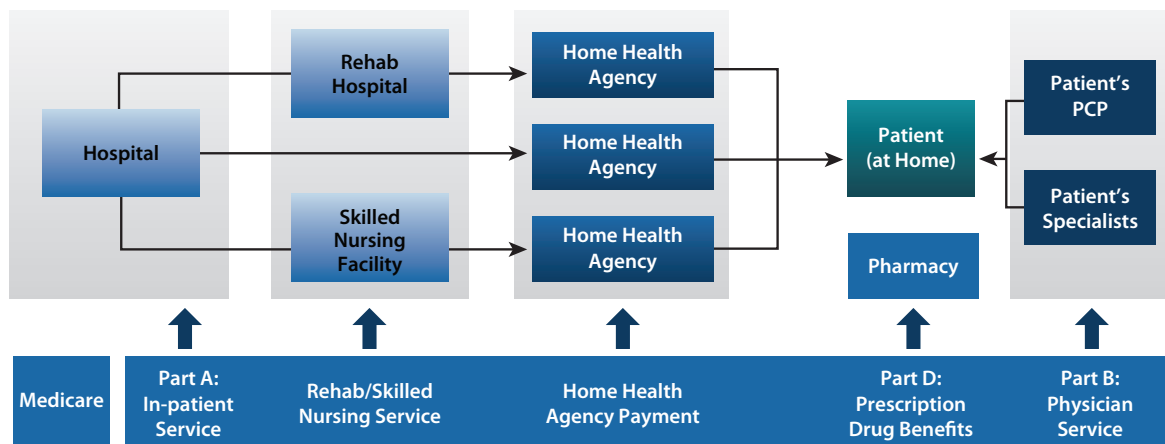 Hospital
Rehab
Hospital
Skilled
Nursing
Facility
Home Health
Agency
Home Health
Agency
Home Health
Agency
Patient
(at Home)
Pharmacy
Patient's
PCP
Patient's
Specialists
Medicare
Part A:
In-patient
Service
Rehab/Skilled
Nursing Service
Home Health
Agency Payment
Part D:
Prescription
Drug Benefits
Part B:
Physician
Service